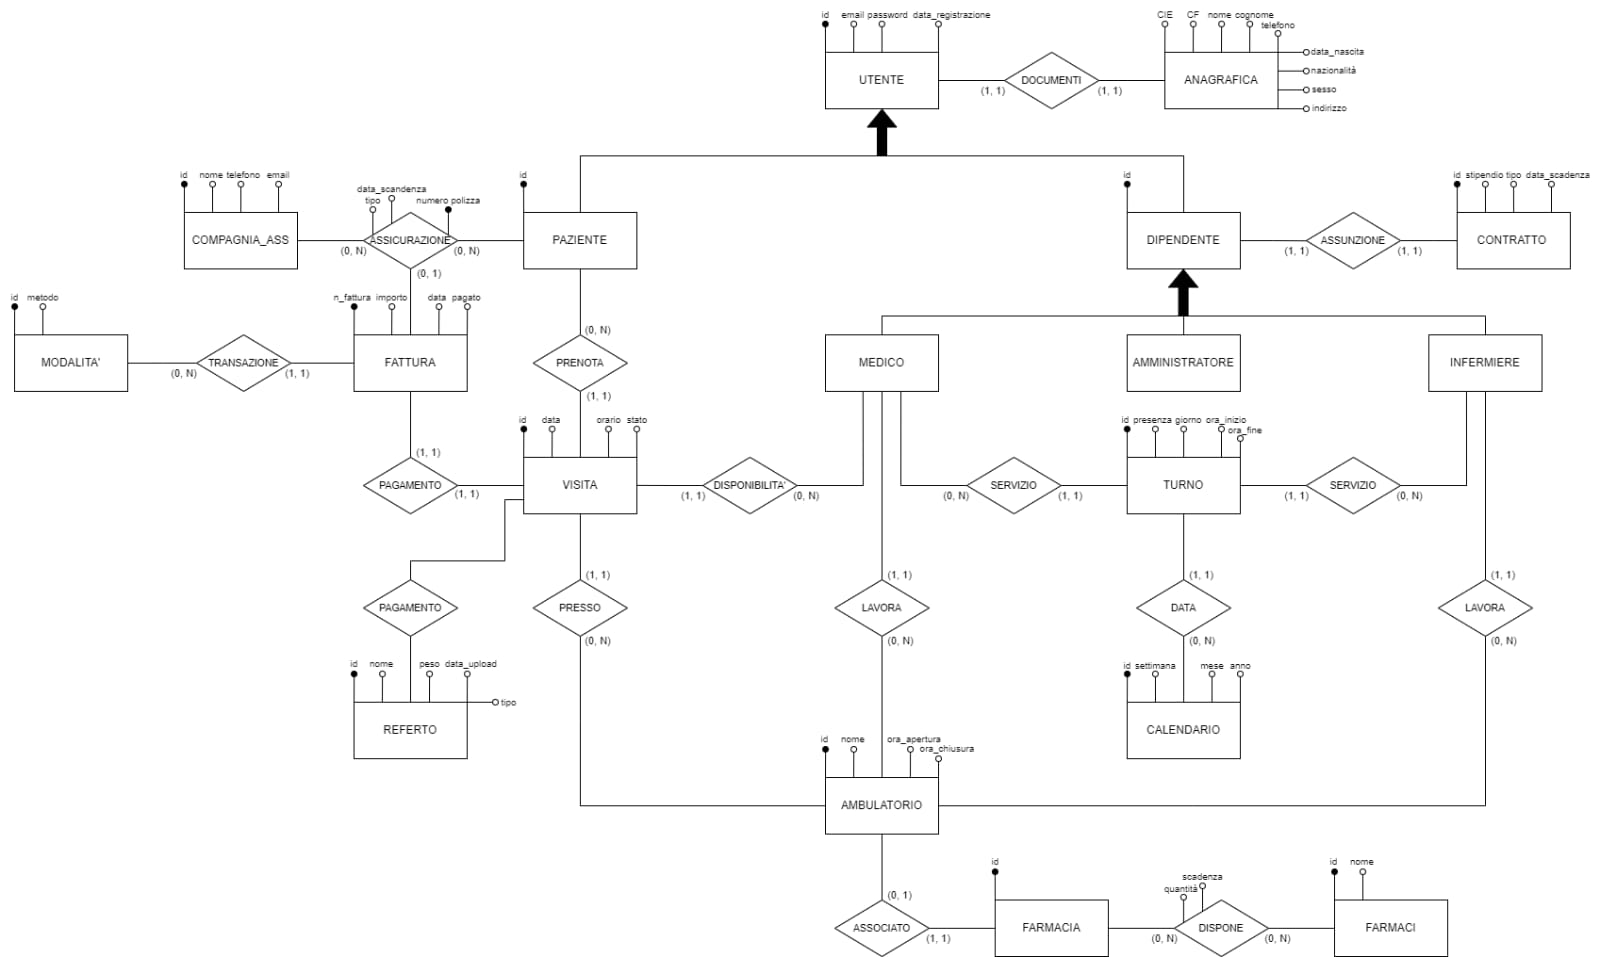 id email password data_registrazione
CIE CF nome cognome
telefono
data_nascita
UTENTE
DOCUMENTI
ANAGRAFICA
nazionalità
(1, 1)
(1, 1)
sesso
indirizzo
id nome telefono email
data_scandenza
tipo
numero polizza
id
id
id stipendio tipo data_scadenza
COMPAGNIA_ASS
ASSICURAZIONE
PAZIENTE
DIPENDENTE
ASSUNZIONE
CONTRATTO
(0, N)
(0, N)
(1, 1)
(1, 1)
(0, 1)
id metodo
n_fattura importo data pagato
(0, N)
MODALITA'
TRANSAZIONE
FATTURA
PRENOTA
MEDICO
AMMINISTRATORE
INFERMIERE
(0, N)
(1, 1)
(1, 1)
id data orario stato
id presenza giorno ora_inizio
ora_fine
(1, 1)
PAGAMENTO
VISITA
DISPONIBILITA'
SERVIZIO
TURNO
SERVIZIO
(1, 1)
(1, 1)
(0, N)
(0, N)
(1, 1)
(1, 1)
(0, N)
(1, 1)
(1, 1)
(1, 1)
(1, 1)
PAGAMENTO
PRESSO
LAVORA
DATA
LAVORA
(0, N)
(0, N)
(0, N)
(0, N)
id nome peso data_upload
id settimana mese anno
tipo
REFERTO
CALENDARIO
id nome ora_apertura
ora_chiusura
AMBULATORIO
id
id nome
scadenza
quantità
(0, 1)
ASSOCIATO
FARMACIA
DISPONE
FARMACI
(1, 1)
(0, N)
(0, N)